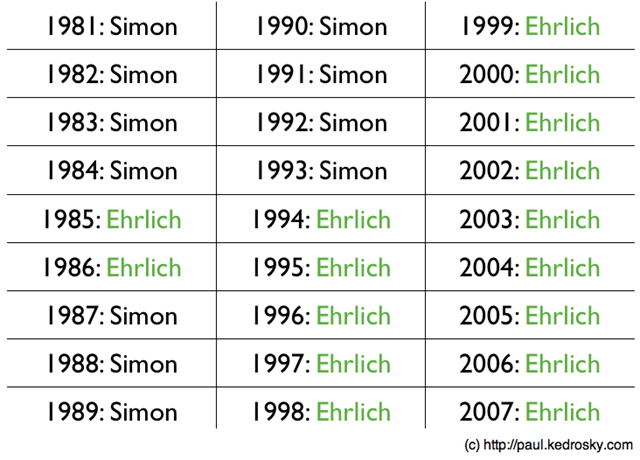 1981: Simon 1990: Simon 1999: Ehrlich
1982: Simon 1991: Simon 2000: Ehrlich
1983: Simon 1992: Simon 2001: Ehrlich
1984: Simon 1993: Simon 2002: Ehrlich
1985: Ehrlich 1994: Ehrlich 2003: Ehrlich
1986: Ehrlich 1995: Ehrlich 2004: Ehrlich
1987: Simon 1996: Ehrlich 2005: Ehrlich
1988: Simon 1997: Ehrlich 2006: Ehrlich
1989: Simon 1998: Ehrlich 2007: Ehrlich
(c) http://paul.kedrosky.com